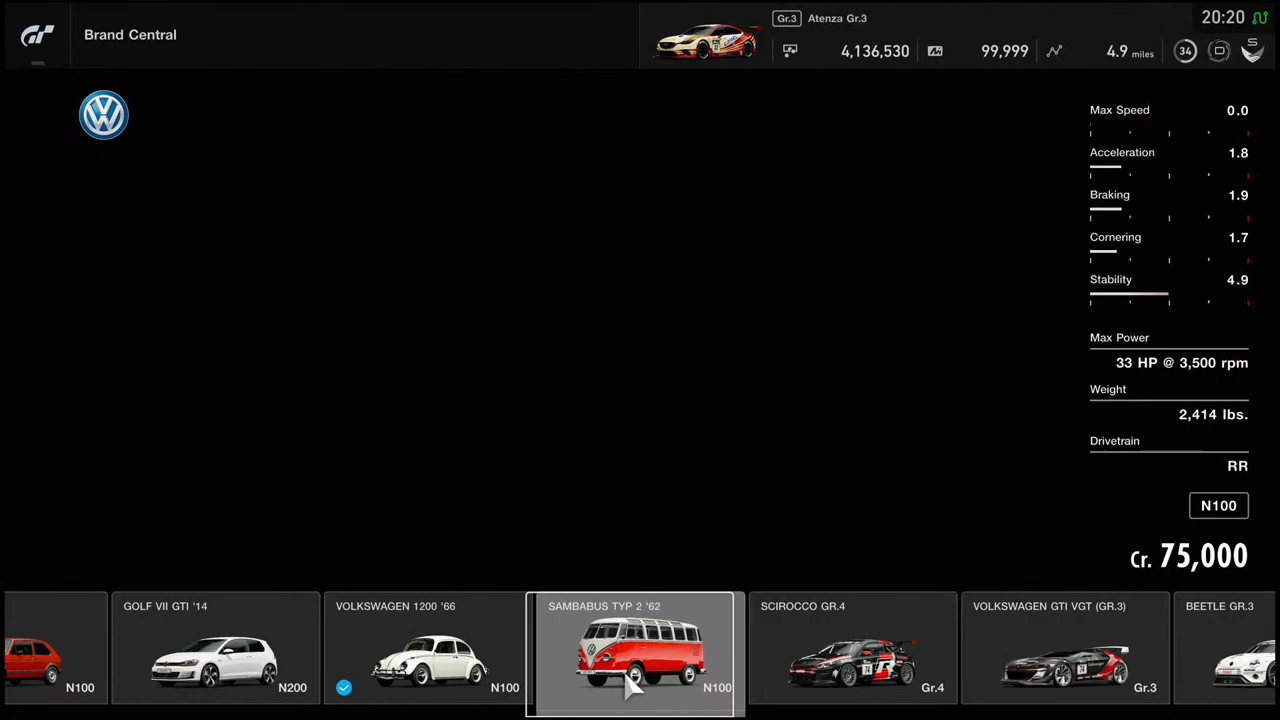 Brand Central
Gr.3 Atenza Gr.3
4,136,530
99,999
4.9 miles
34
S
20:20
Max Speed 0.0
Acceleration 1.8
Braking 1.9
Cornering 1.7
Stability 4.9
Max Power
33 HP @ 3,500 rpm
Weight
2,414 lbs.
Drivetrain
RR
N100
Cr. 75,000
N100
GOLF VII GTI '14
N200
VOLKSWAGEN 1200 '66
N100
SAMBABUS TYP 2 '62
N100
SCIROCCO GR.4
Gr.4
VOLKSWAGEN GTI VGT (GR.3)
Gr.3
BEETLE GR.3